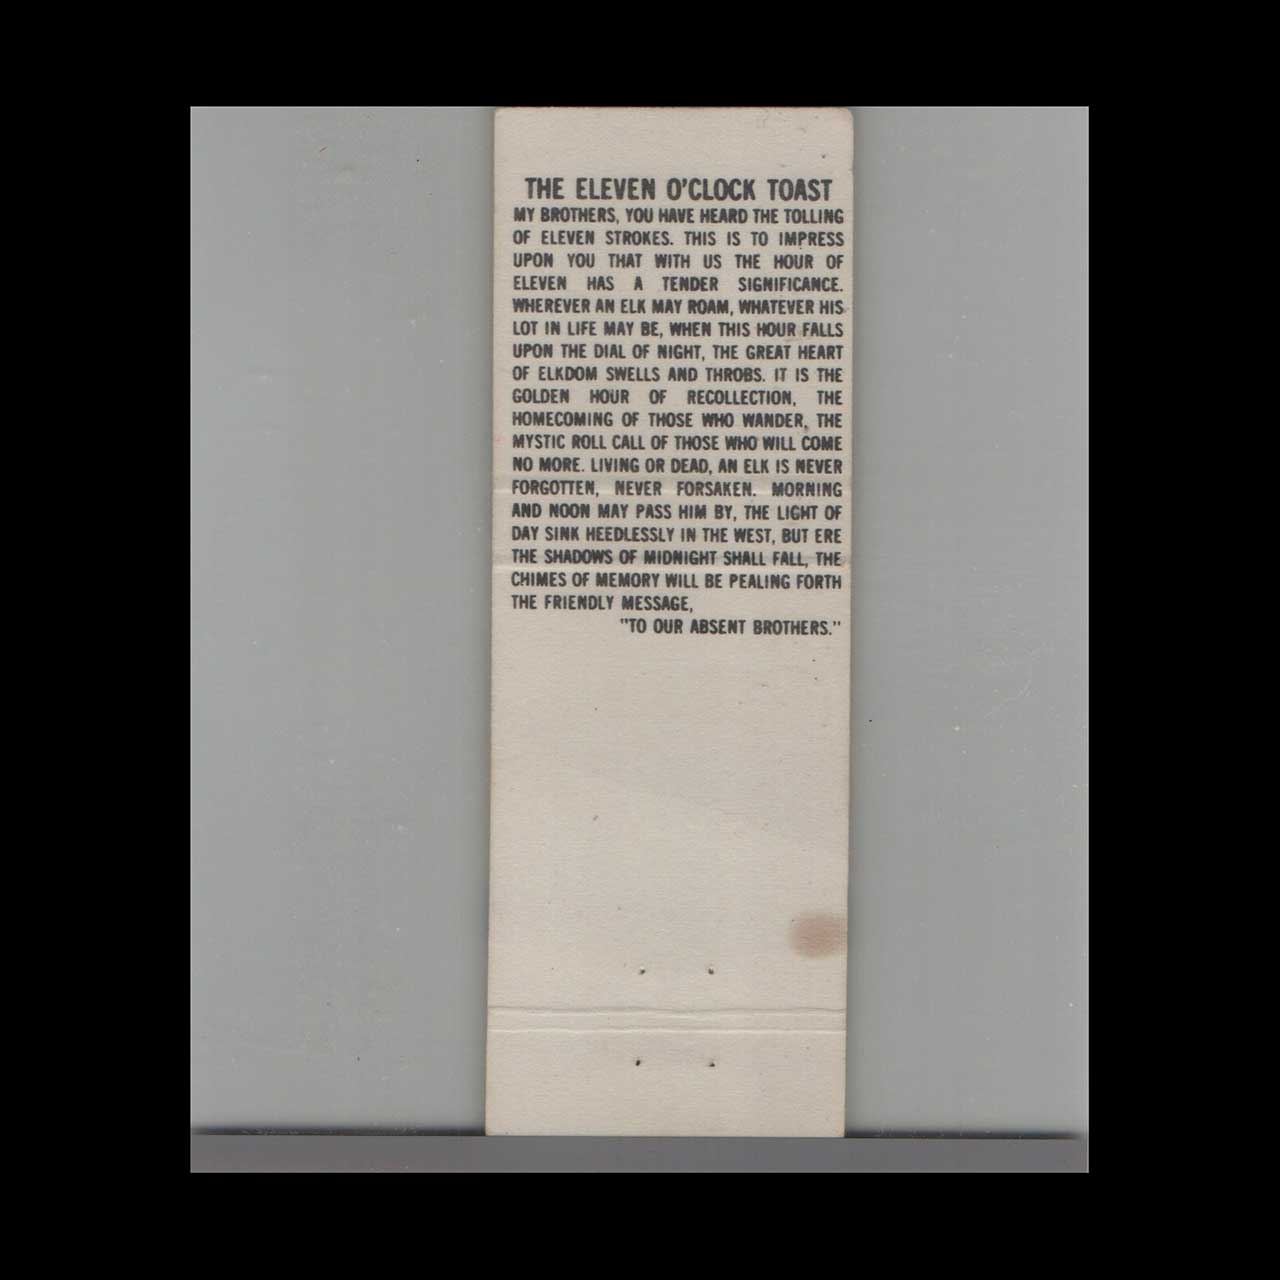 THE ELEVEN O'CLOCK TOAST
MY BROTHERS, YOU HAVE HEARD THE TOLLING
OF ELEVEN STROKES. THIS IS TO IMPRESS
UPON YOU THAT WITH US THE HOUR OF
ELEVEN HAS A TENDER SIGNIFICANCE.
WHEREVER AN ELK MAY ROAM, WHATEVER HIS
LOT IN LIFE MAY BE, WHEN THIS HOUR FALLS
UPON THE DIAL OF NIGHT, THE GREAT HEART
OF ELKDOM SWELLS AND THROBS. IT IS THE
GOLDEN HOUR OF RECOLLECTION, THE
HOMECOMING OF THOSE WHO WANDER, THE
MYSTIC ROLL CALL OF THOSE WHO WILL COME
NO MORE. LIVING OR DEAD, AN ELK IS NEVER
FORGOTTEN, NEVER FORSAKEN. MORNING
AND NOON MAY PASS HIM BY, THE LIGHT OF
DAY SINK HEEDLESSLY IN THE WEST, BUT ERE
THE SHADOWS OF MIDNIGHT SHALL FALL, THE
CHIMES OF MEMORY WILL BE PEALING FORTH
THE FRIENDLY MESSAGE,
"TO OUR ABSENT BROTHERS."